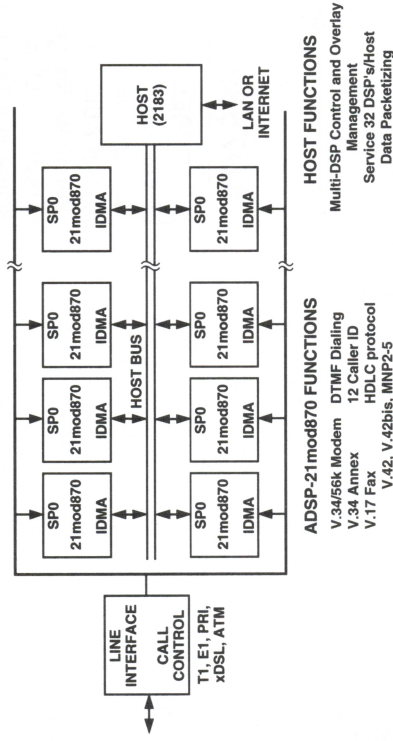 LINE
INTERFACE
CALL
CONTROL
T1, E1, PRI,
xDSL, ATM
SP0
21mod870
IDMA
SP0
21mod870
IDMA
SP0
21mod870
IDMA
SP0
21mod870
IDMA
HOST BUS
SP0
21mod870
IDMA
SP0
21mod870
IDMA
SP0
21mod870
IDMA
SP0
21mod870
IDMA
HOST
(2183)
LAN OR
INTERNET
ADSP-21mod870 FUNCTIONS
V.34/56k Modem DTMF Dialing
V.34 Annex 12 Caller ID
V.17 Fax HDLC protocol
V.42, V.42bis, MNP2-5
HOST FUNCTIONS
Multi-DSP Control and Overlay
Management
Service 32 DSP's/Host
Data Packetizing